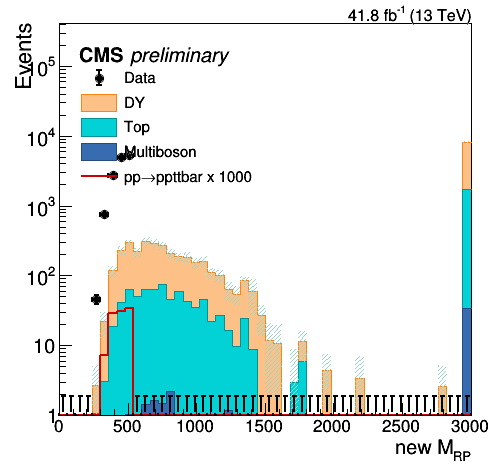 41.8 fb⁻¹ (13 TeV)
Events
CMS preliminary
Data
DY
Top
Multiboson
pp→ppttbar x 1000
10⁵
10⁴
10³
10²
10
1
0 500 1000 1500 2000 2500 3000
new M_RP